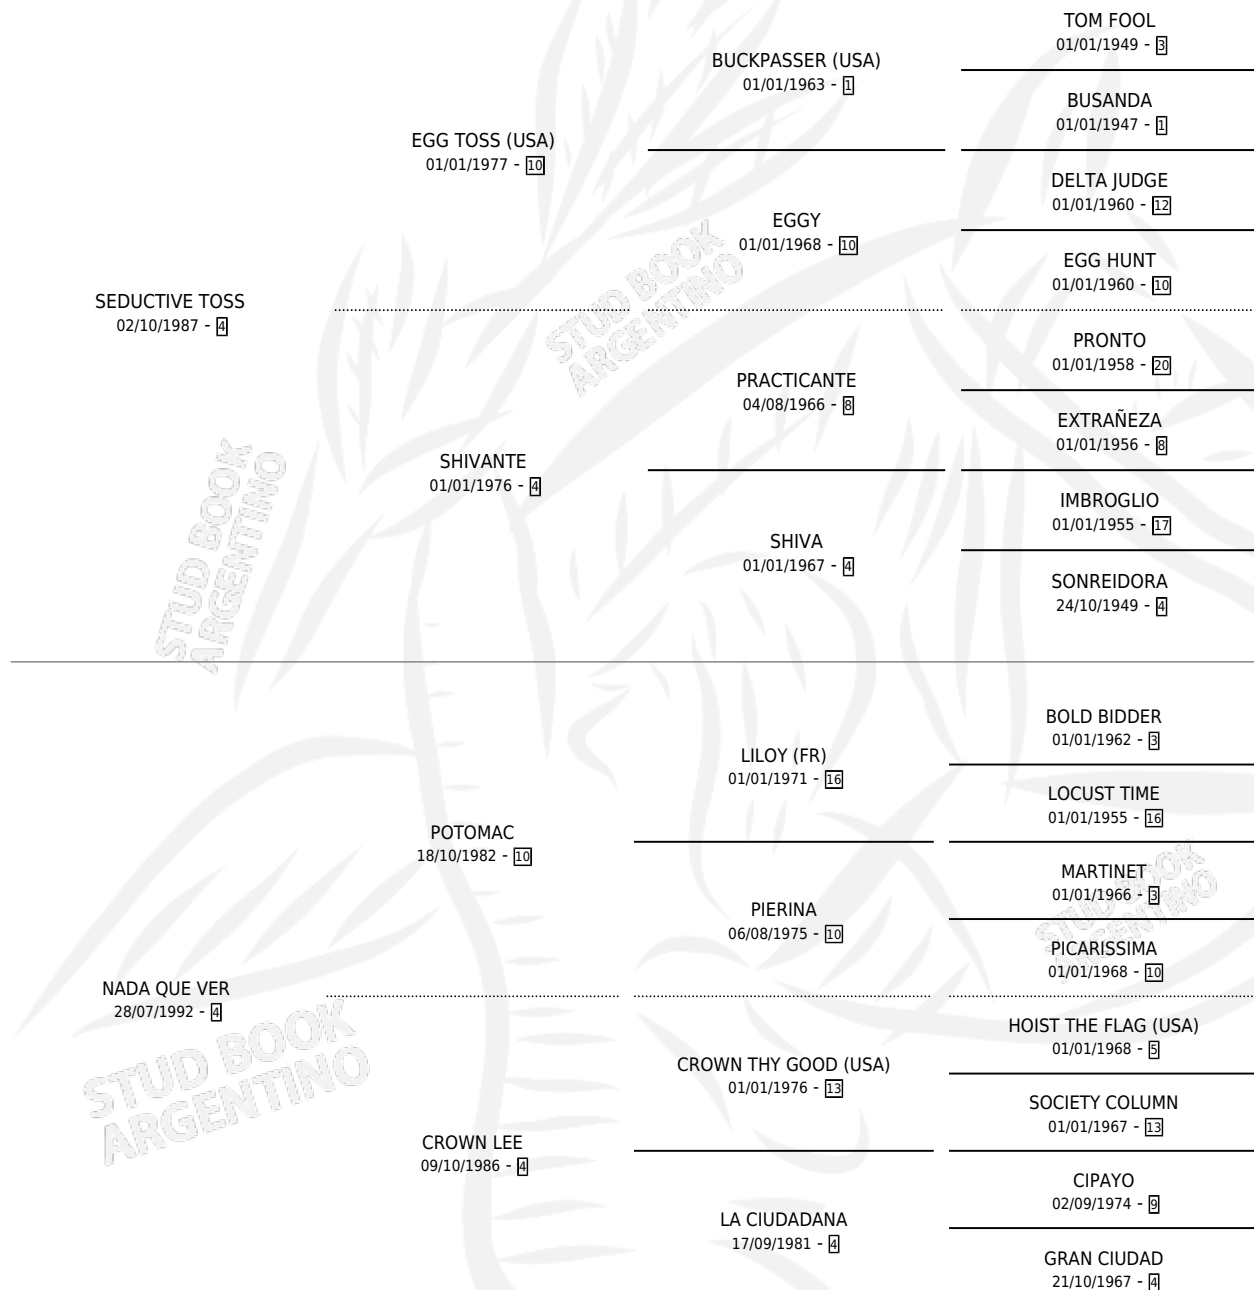 TOM FOOL
01/01/1949 - 3
BUCKPASSER (USA)
01/01/1963 - 1
BUSANDA
01/01/1947 - 1
EGG TOSS (USA)
01/01/1977 - 10
DELTA JUDGE
01/01/1960 - 12
EGGY
01/01/1968 - 10
EGG HUNT
01/01/1960 - 10
SEDUCTIVE TOSS
02/10/1987 - 4
PRONTO
01/01/1958 - 20
PRACTICANTE
04/08/1966 - 8
EXTRAÑEZA
01/01/1956 - 8
SHIVANTE
01/01/1976 - 4
IMBROGLIO
01/01/1955 - 17
SHIVA
01/01/1967 - 4
SONREIDORA
24/10/1949 - 4
BOLD BIDDER
01/01/1962 - 3
LILOY (FR)
01/01/1971 - 16
LOCUST TIME
01/01/1955 - 16
POTOMAC
18/10/1982 - 10
MARTINET
01/01/1966 - 3
PIERINA
06/08/1975 - 10
PICARISSIMA
01/01/1968 - 10
NADA QUE VER
28/07/1992 - 4
HOIST THE FLAG (USA)
01/01/1968 - 5
CROWN THY GOOD (USA)
01/01/1976 - 13
SOCIETY COLUMN
01/01/1967 - 13
CROWN LEE
09/10/1986 - 4
CIPAYO
02/09/1974 - 9
LA CIUDADANA
17/09/1981 - 4
GRAN CIUDAD
21/10/1967 - 4
STUD BOOK
ARGENTINO
STUD BOOK
ARGENTINO
STUD BOOK
ARGENTINO
STUD BOOK
ARGENTINO